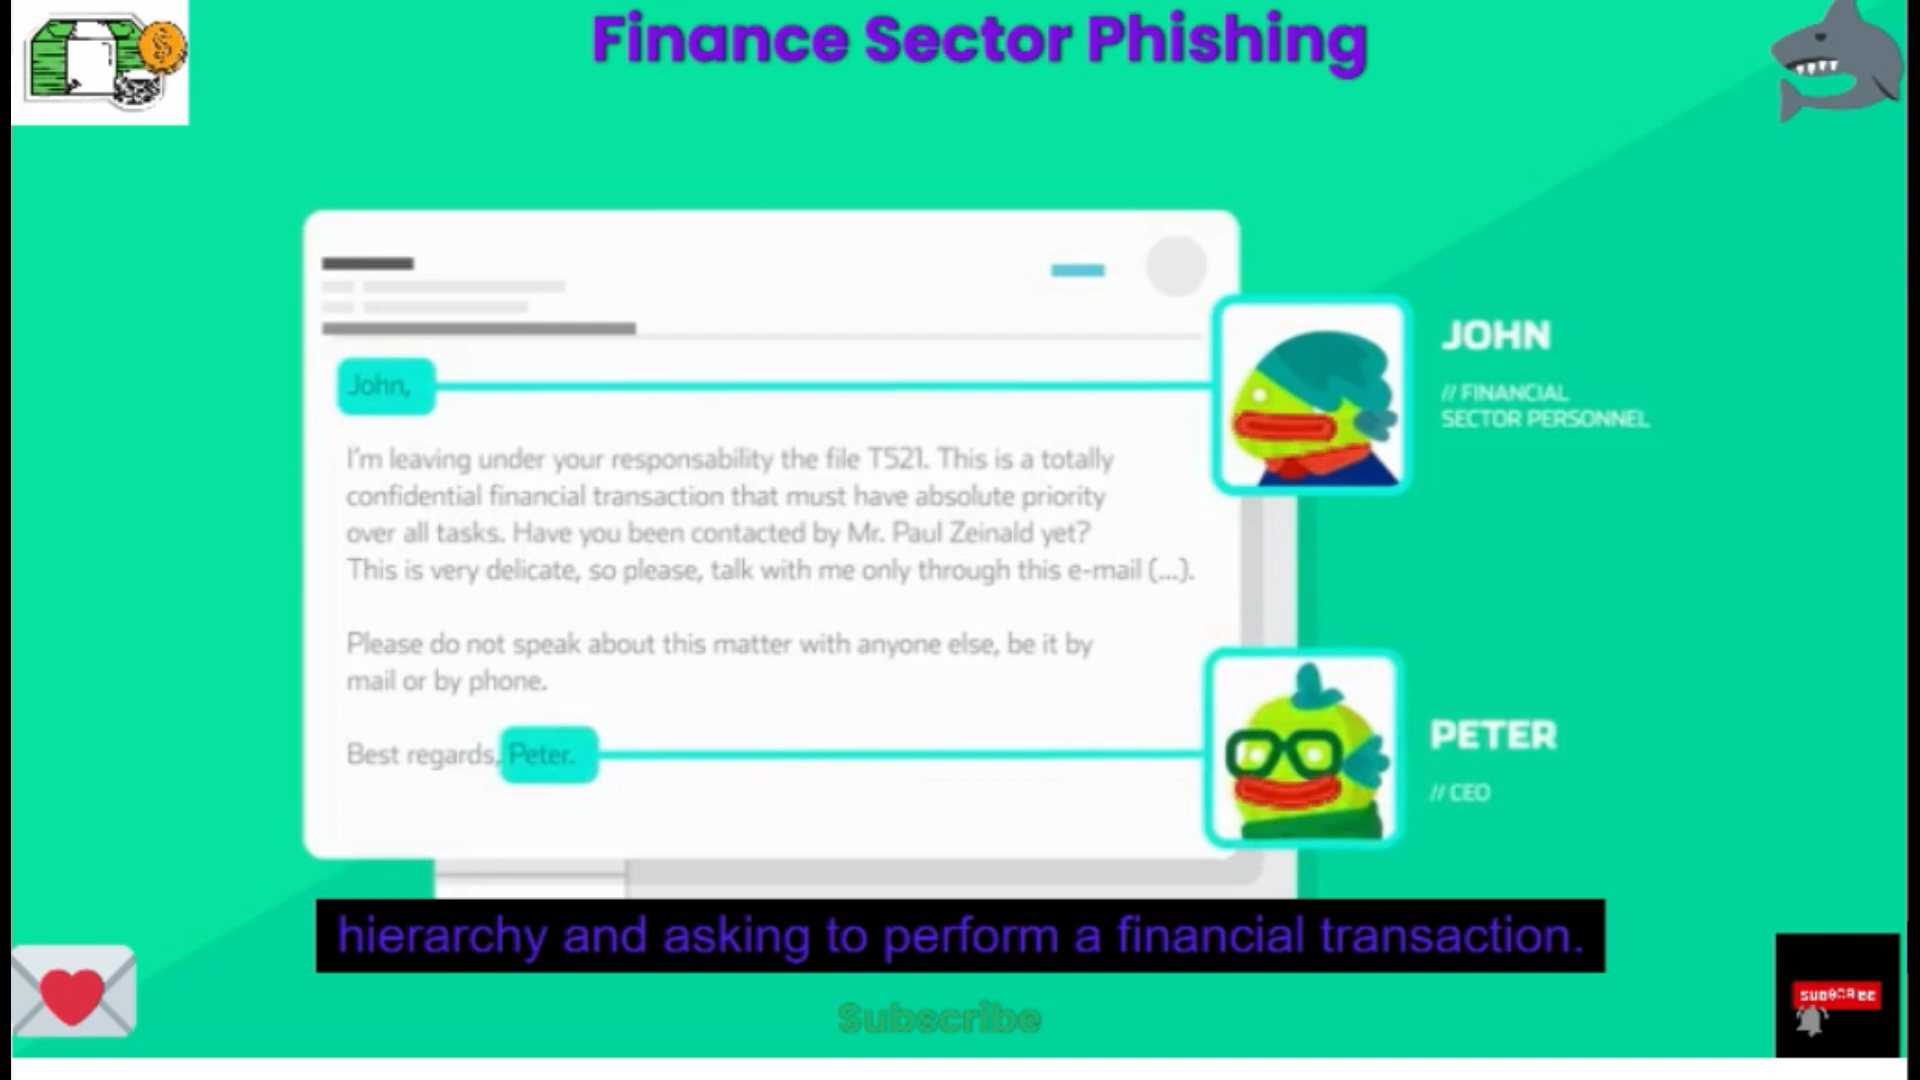 Finance Sector Phishing
John,
JOHN
// FINANCIAL
SECTOR PERSONNEL
I'm leaving under your responsability the file T521. This is a totally
confidential financial transaction that must have absolute priority
over all tasks. Have you been contacted by Mr. Paul Zeinald yet?
This is very delicate, so please, talk with me only through this e-mail (...).
Please do not speak about this matter with anyone else, be it by
mail or by phone.
Best regards, Peter.
PETER
// CEO
hierarchy and asking to perform a financial transaction.
Subscribe
SUBSCRIBE